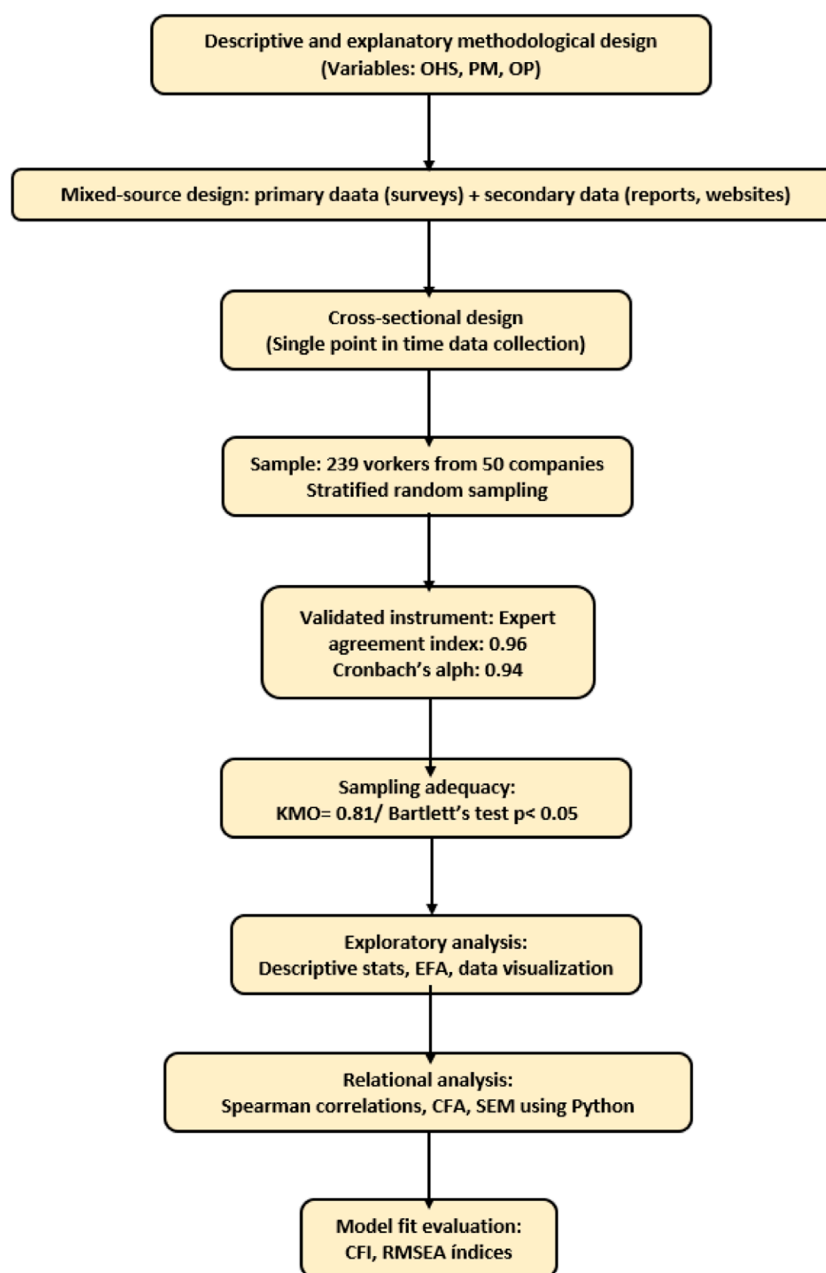 Descriptive and explanatory methodological design
(Variables: OHS, PM, OP)
Mixed-source design: primary daata (surveys) + secondary data (reports, websites)
Cross-sectional design
(Single point in time data collection)
Sample: 239 vorkers from 50 companies
Stratified random sampling
Validated instrument: Expert
agreement index: 0.96
Cronbach’s alph: 0.94
Sampling adequacy:
KMO= 0.81/ Bartlett’s test p< 0.05
Exploratory analysis:
Descriptive stats, EFA, data visualization
Relational analysis:
Spearman correlations, CFA, SEM using Python
Model fit evaluation:
CFI, RMSEA índices